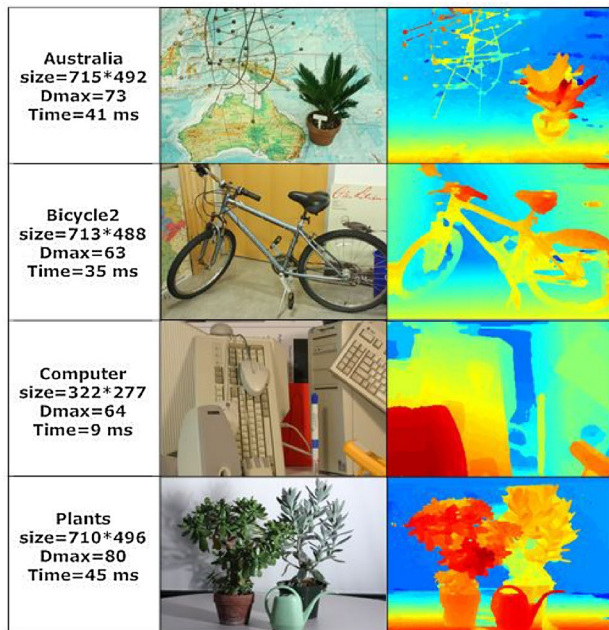 Australia
size=715*492
Dmax=73
Time=41 ms
Bicycle2
size=713*488
Dmax=63
Time=35 ms
Computer
size=322*277
Dmax=64
Time=9 ms
Plants
size=710*496
Dmax=80
Time=45 ms